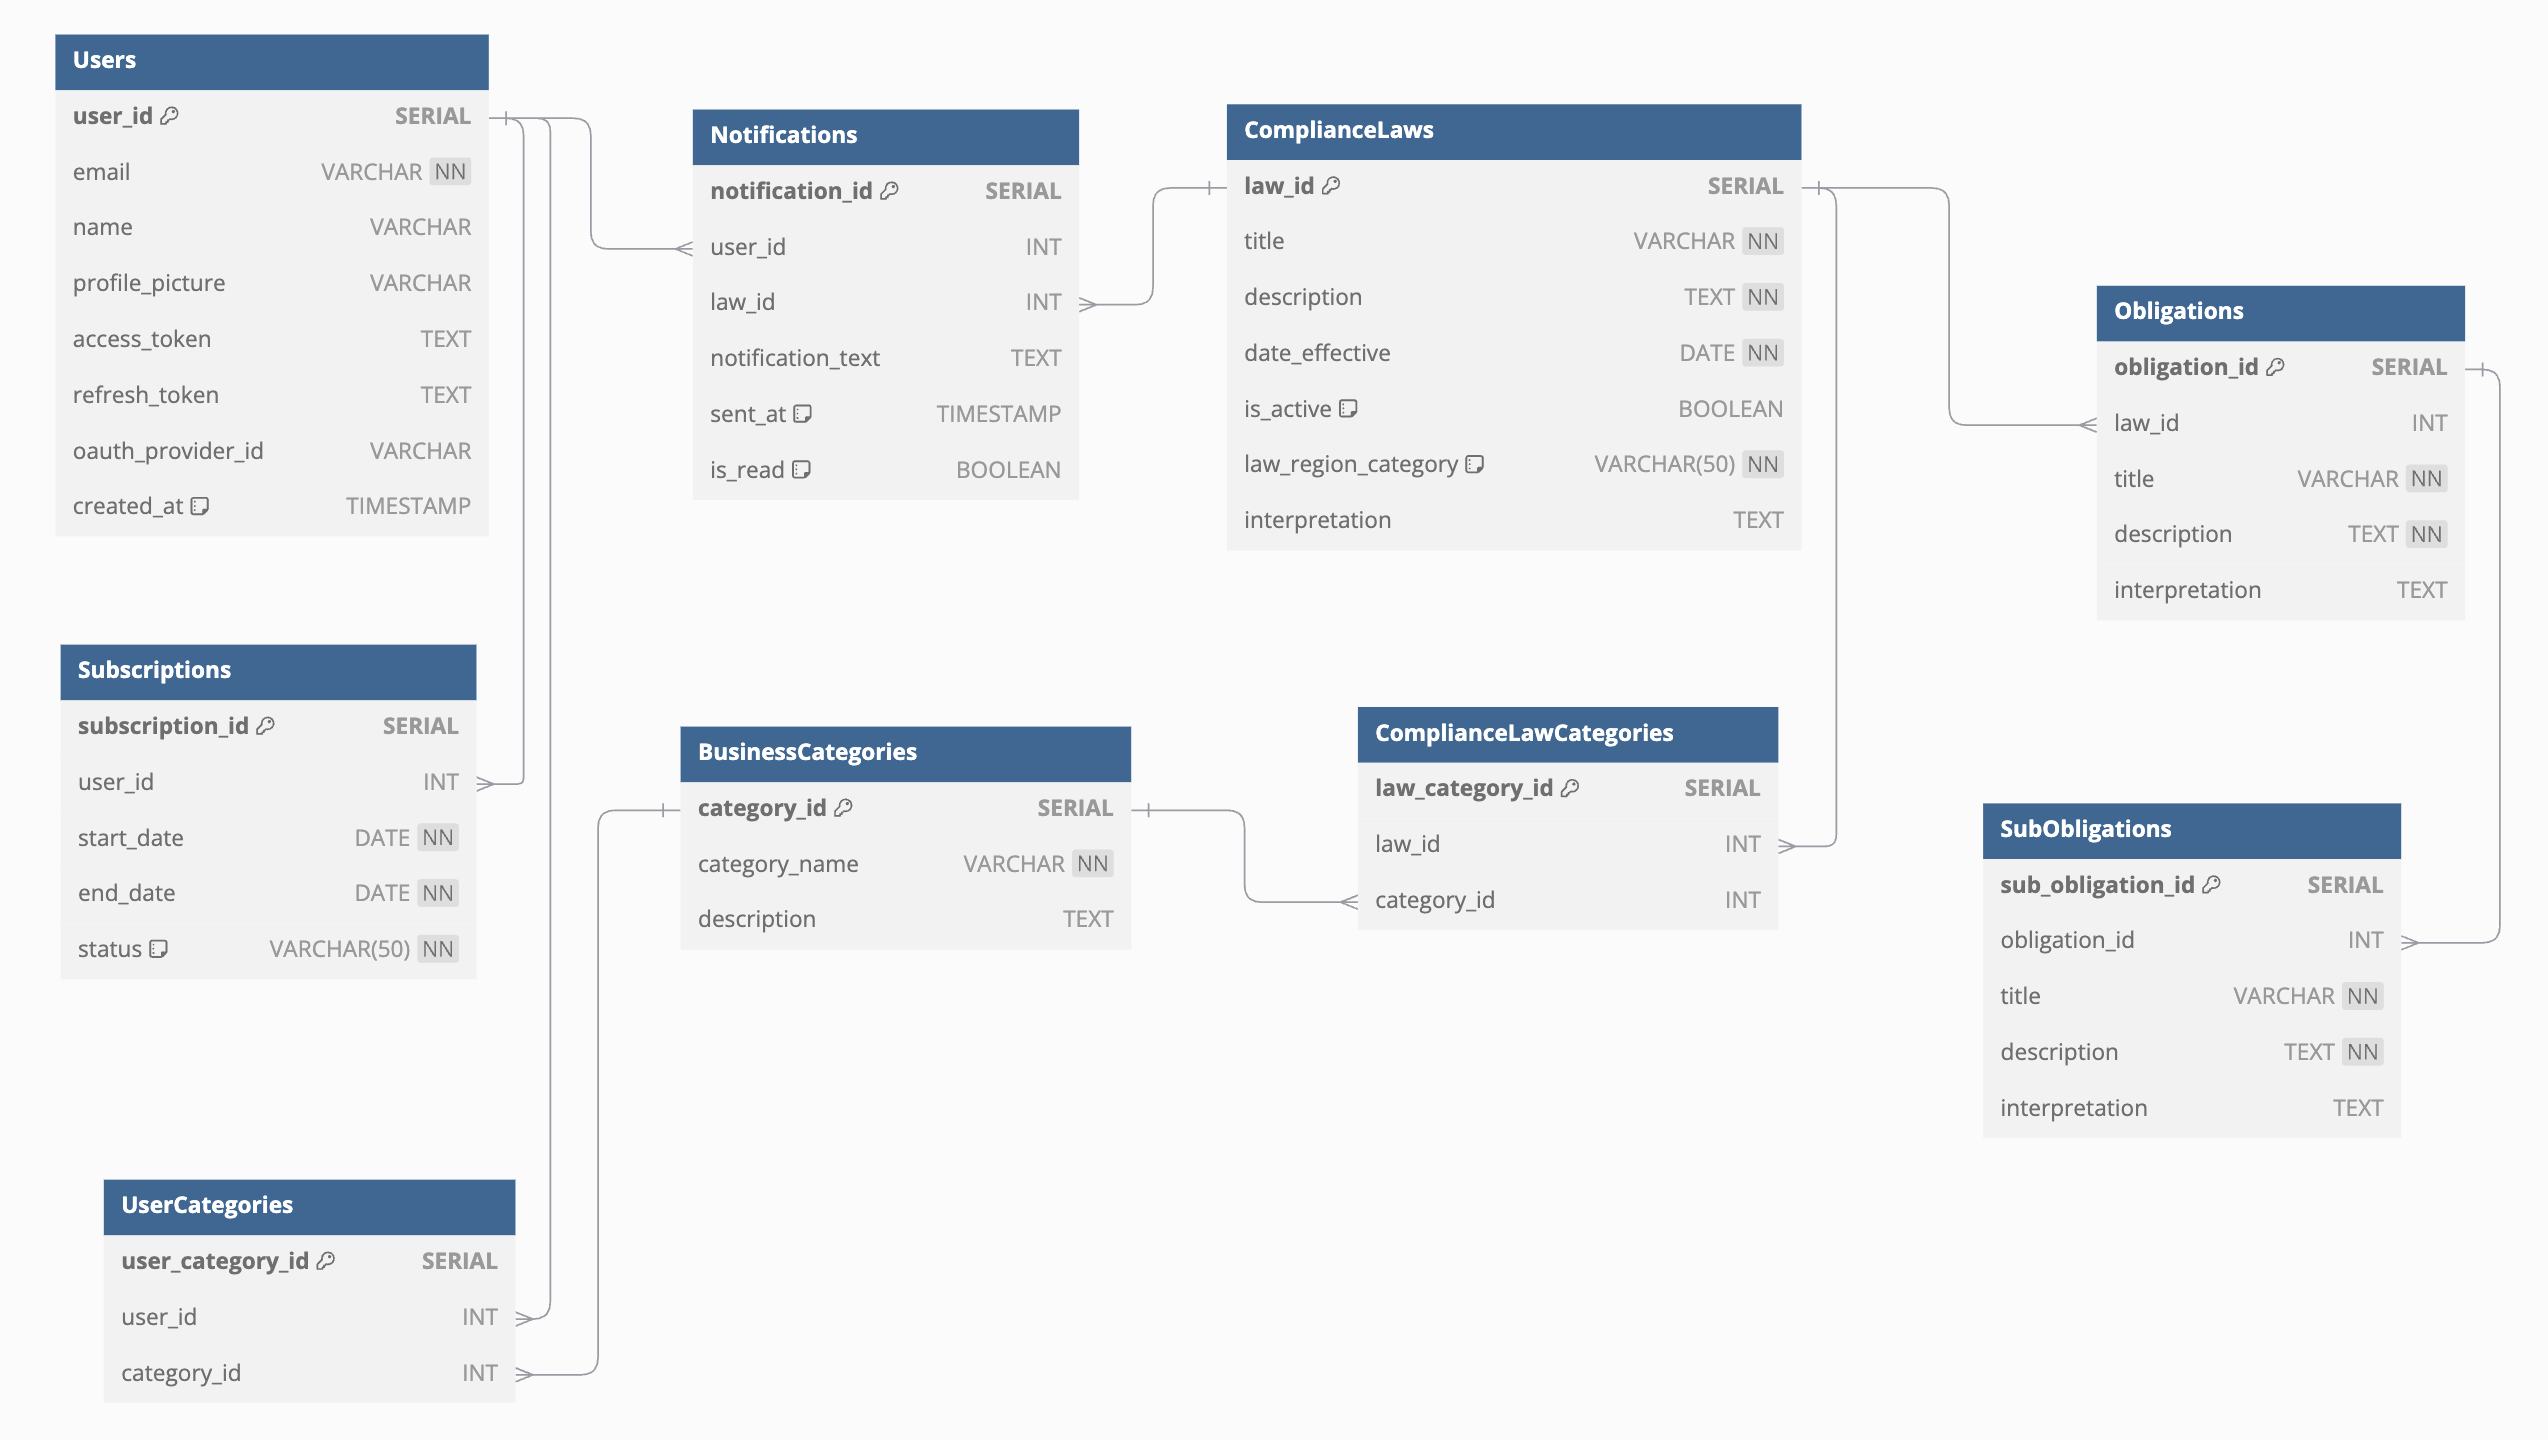 Users
user_id SERIAL
email VARCHAR NN
name VARCHAR
profile_picture VARCHAR
access_token TEXT
refresh_token TEXT
oauth_provider_id VARCHAR
created_at TIMESTAMP
Notifications
notification_id SERIAL
user_id INT
law_id INT
notification_text TEXT
sent_at TIMESTAMP
is_read BOOLEAN
ComplianceLaws
law_id SERIAL
title VARCHAR NN
description TEXT NN
date_effective DATE NN
is_active BOOLEAN
law_region_category VARCHAR(50) NN
interpretation TEXT
Obligations
obligation_id SERIAL
law_id INT
title VARCHAR NN
description TEXT NN
interpretation TEXT
Subscriptions
subscription_id SERIAL
user_id INT
start_date DATE NN
end_date DATE NN
status VARCHAR(50) NN
BusinessCategories
category_id SERIAL
category_name VARCHAR NN
description TEXT
ComplianceLawCategories
law_category_id SERIAL
law_id INT
category_id INT
SubObligations
sub_obligation_id SERIAL
obligation_id INT
title VARCHAR NN
description TEXT NN
interpretation TEXT
UserCategories
user_category_id SERIAL
user_id INT
category_id INT